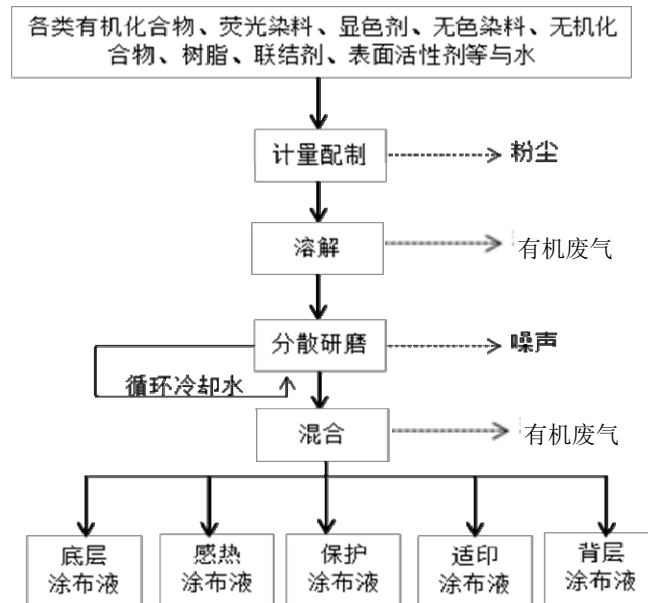 各类有机化合物、荧光染料、显色剂、无色染料、无机化
合物、树脂、联结剂、表面活性剂等与水
计量配制
粉尘
溶解
有机废气
分散研磨
噪声
循环冷却水
混合
有机废气
底层
涂布液
感热
涂布液
保护
涂布液
适印
涂布液
背层
涂布液